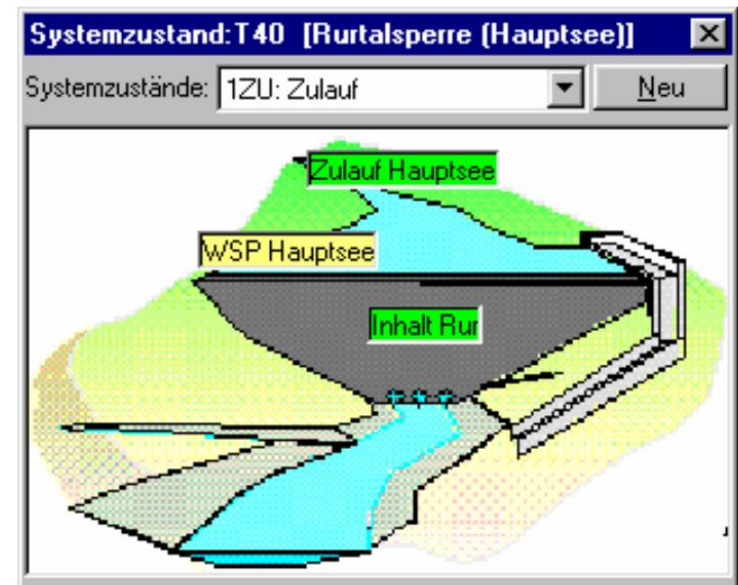 Systemzustand:T40 [Rurtalsperre (Hauptsee)]
Systemzustände: 1ZU: Zulauf Neu
Zulauf Hauptsee
WSP Hauptsee
Inhalt Rur